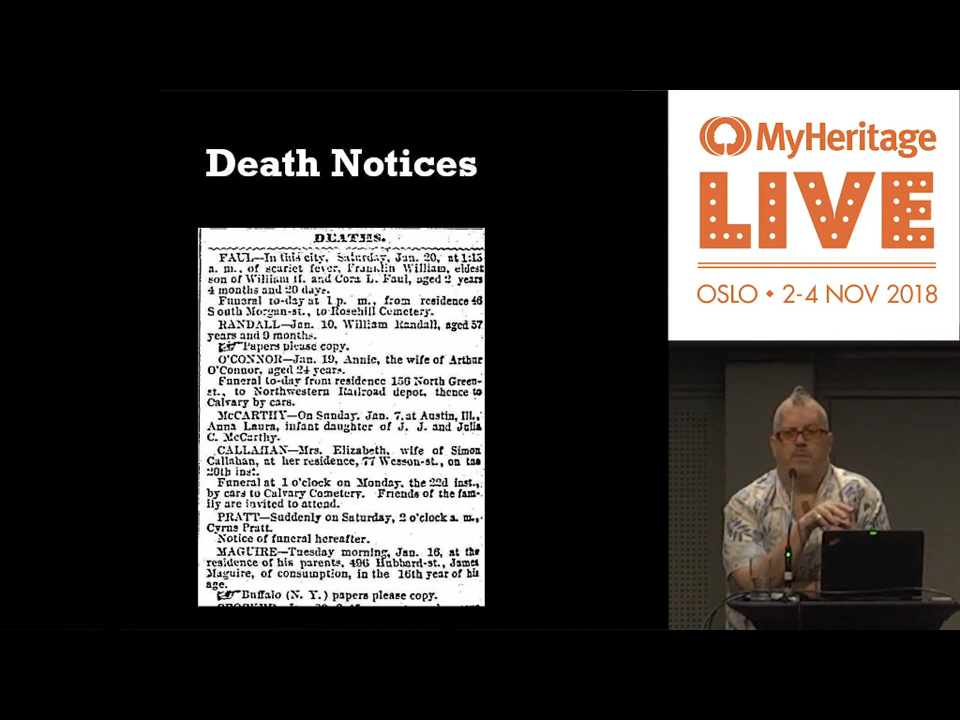 Death Notices
DEATHS.
FAUL—In this city, Saturday, Jan. 20, at 1:15
a. m., of scarlet fever, Franklin William, eldest
son of William H. and Cora L. Faul, aged 2 years
4 months and 20 days.
Funeral to-day at 1 p. m., from residence 46
South Morgan-st., to Rosehill Cemetery.
RANDALL—Jan. 10, William Randall, aged 57
years and 9 months.
Papers please copy.
O'CONNOR—Jan. 19, Annie, the wife of Arthur
O'Connor, aged 24 years.
Funeral to-day from residence 156 North Green-
st., to Northwestern Railroad depot, thence to
Calvary by cars.
McCARTHY—On Sunday, Jan. 7, at Austin, Ill.,
Anna Laura, infant daughter of J. J. and Julia
C. McCarthy.
CALLAHAN—Mrs. Elizabeth, wife of Simon
Callahan, at her residence, 77 Wesson-st., on the
20th inst.
Funeral at 1 o'clock on Monday, the 22d inst.,
by cars to Calvary Cemetery. Friends of the fam-
ily are invited to attend.
PRATT—Suddenly on Saturday, 2 o'clock a. m.,
Cyrus Pratt.
Notice of funeral hereafter.
MAGUIRE—Tuesday morning, Jan. 16, at the
residence of his parents, 496 Hubbard-st., James
Maguire, of consumption, in the 16th year of his
age.
Buffalo (N. Y.) papers please copy.
MyHeritage
LIVE
OSLO • 2-4 NOV 2018